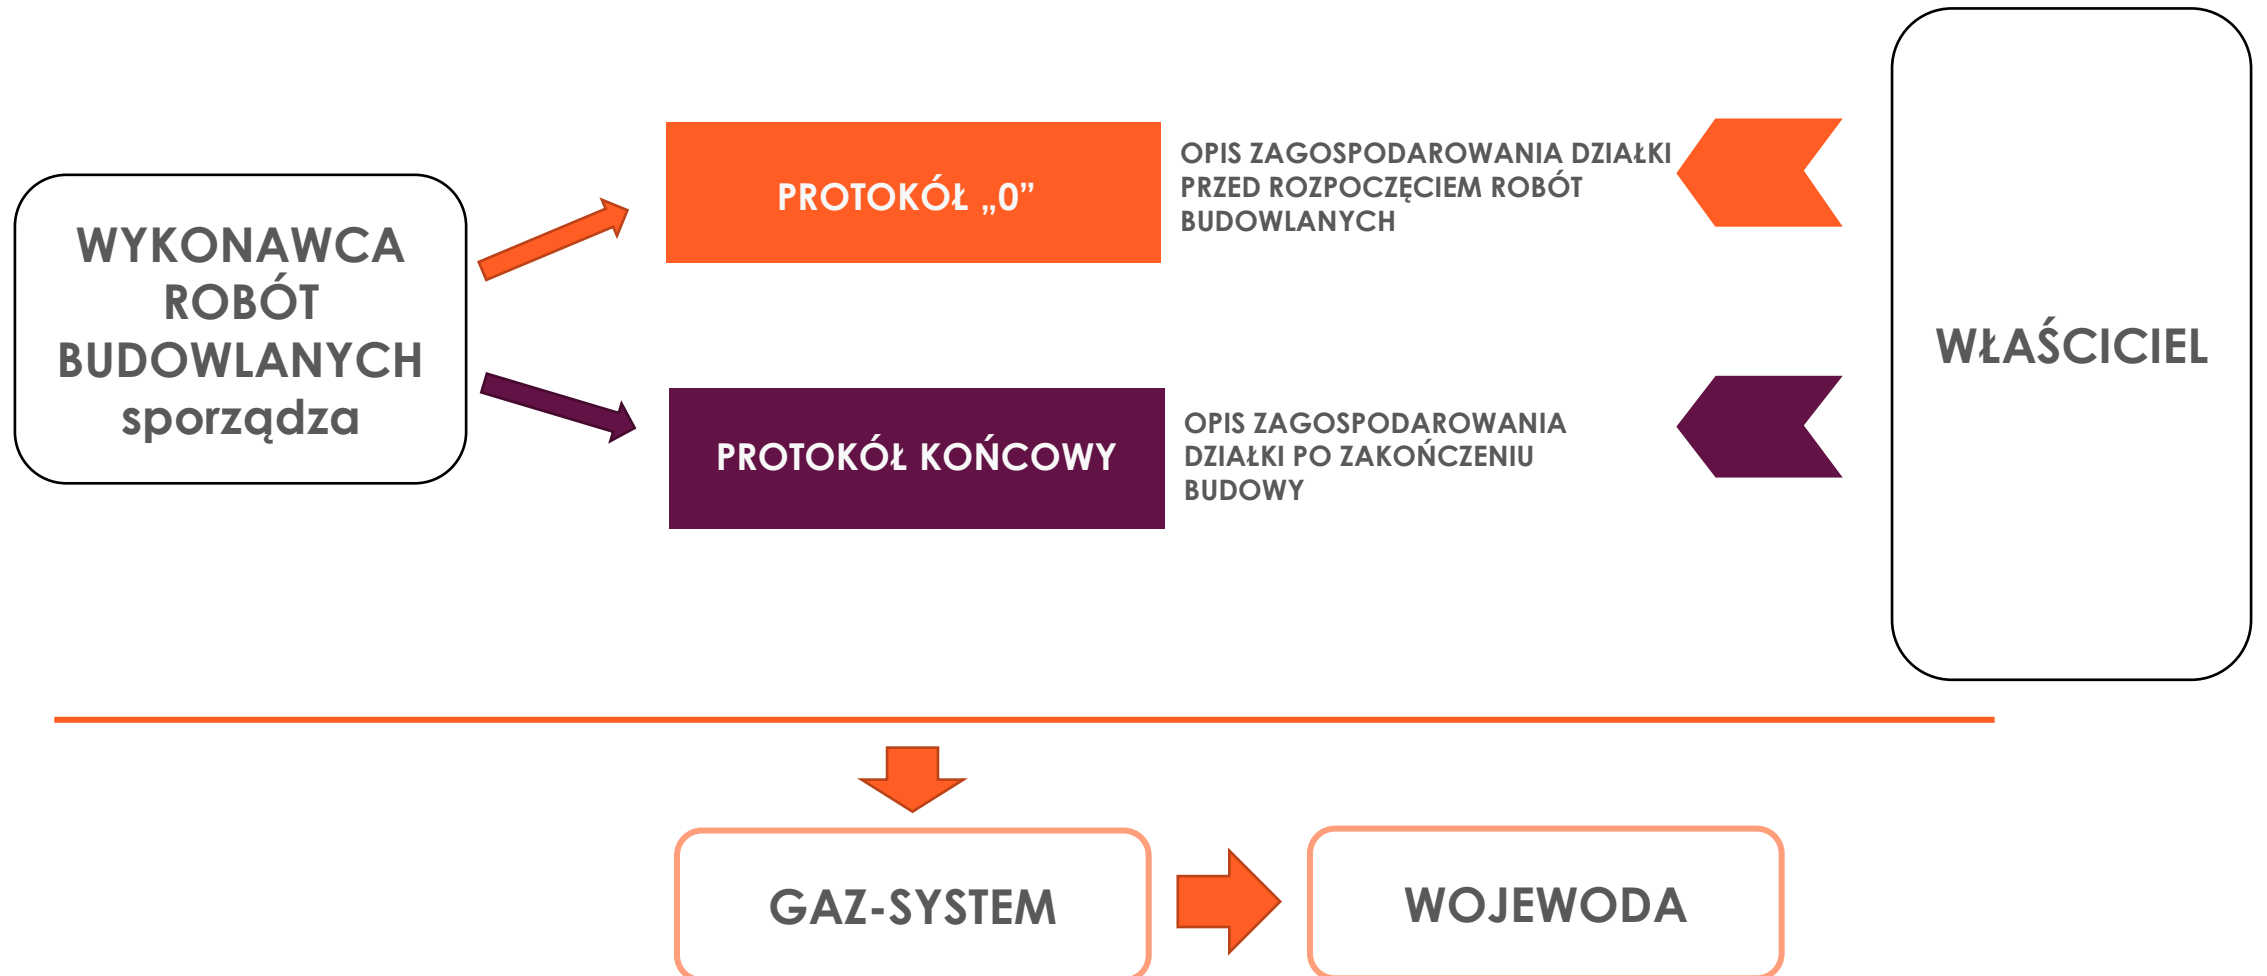 WYKONAWCA
ROBÓT
BUDOWLANYCH
sporządza
PROTOKÓŁ „0”
OPIS ZAGOSPODAROWANIA DZIAŁKI
PRZED ROZPOCZĘCIEM ROBÓT
BUDOWLANYCH
PROTOKÓŁ KOŃCOWY
OPIS ZAGOSPODAROWANIA
DZIAŁKI PO ZAKOŃCZENIU
BUDOWY
WŁAŚCICIEL
GAZ-SYSTEM
WOJEWODA